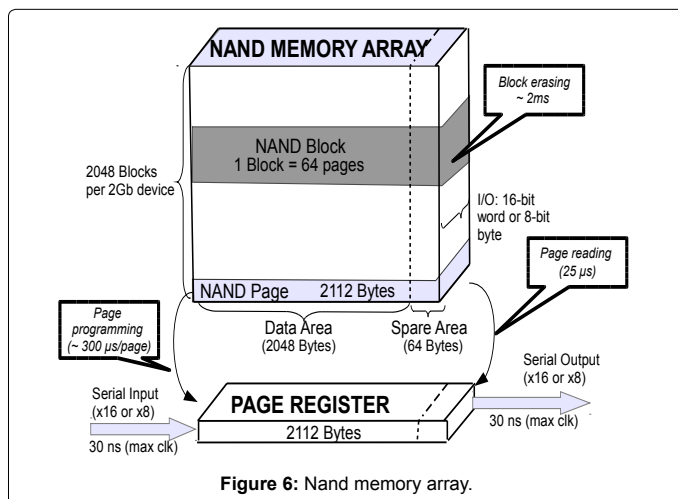 NAND MEMORY ARRAY
Block erasing
~ 2ms
NAND Block
1 Block = 64 pages
2048 Blocks
per 2Gb device
I/O: 16-bit
word or 8-bit
byte
Page reading
(25 µs)
NAND Page 2112 Bytes
Page
programming
(~ 300 µs/page)
Data Area
(2048 Bytes)
Spare Area
(64 Bytes)
Serial Input
(x16 or x8)
30 ns (max clk)
PAGE REGISTER
2112 Bytes
Serial Output
(x16 or x8)
30 ns (max clk)
Figure 6: Nand memory array.